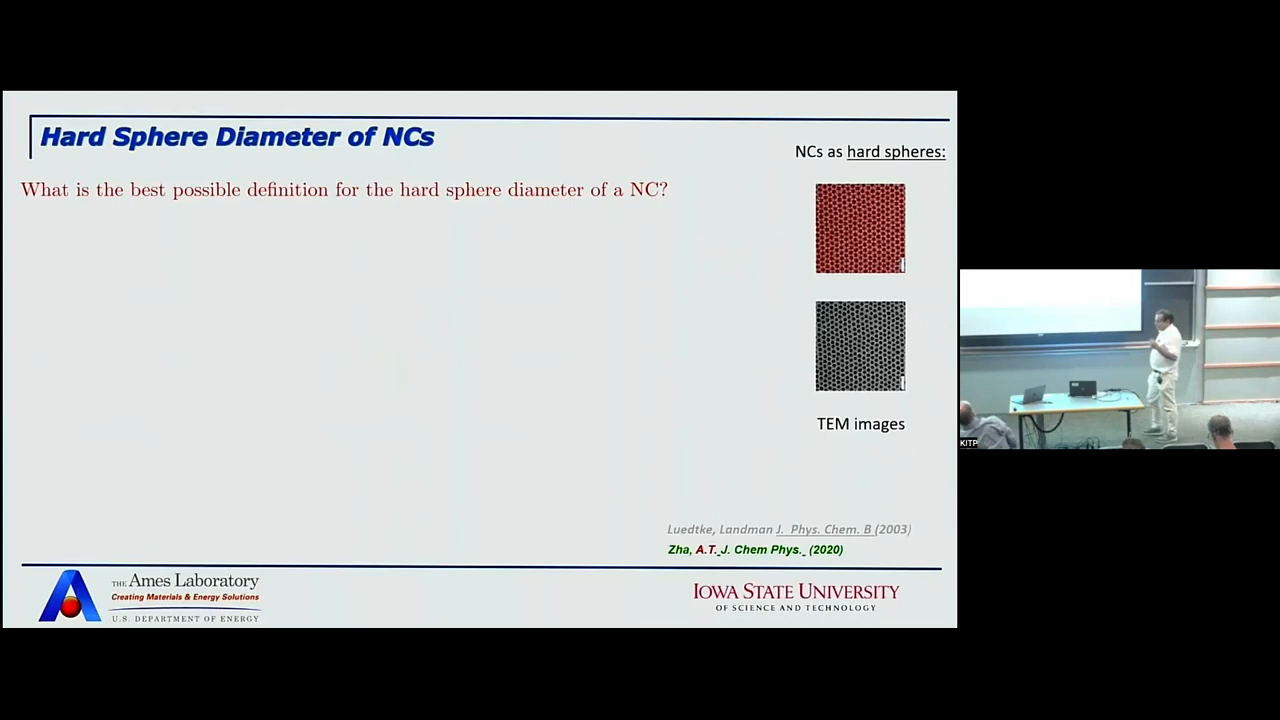 Hard Sphere Diameter of NCs
NCs as hard spheres:
What is the best possible definition for the hard sphere diameter of a NC?
TEM images
Luedtke, Landman J. Phys. Chem. B (2003)
Zha, A.T. J. Chem Phys. (2020)
THE Ames Laboratory
Creating Materials & Energy Solutions
U.S. DEPARTMENT OF ENERGY
IOWA STATE UNIVERSITY
OF SCIENCE AND TECHNOLOGY
KITP